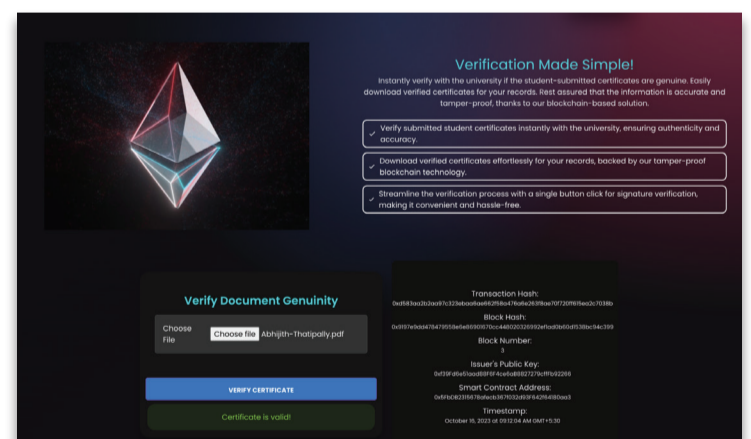 Verification Made Simple!
Instantly verify with the university if the student-submitted certificates are genuine. Easily
download verified certificates for your records. Rest assured that the information is accurate and
tamper-proof, thanks to our blockchain-based solution.
Verify submitted student certificates instantly with the university, ensuring authenticity and
accuracy.
Download verified certificates effortlessly for your records, backed by our tamper-proof
blockchain technology.
Streamline the verification process with a single button click for signature verification,
making it convenient and hassle-free.
Verify Document Genuinity
Choose
File
Choose file Abhijith-Thatipally.pdf
VERIFY CERTIFICATE
Certificate is valid!
Transaction Hash:
Block Hash:
Block Number:
3
Issuer's Public Key:
Smart Contract Address:
Timestamp:
October 16, 2023 at 09:12:04 AM GMT+5:30